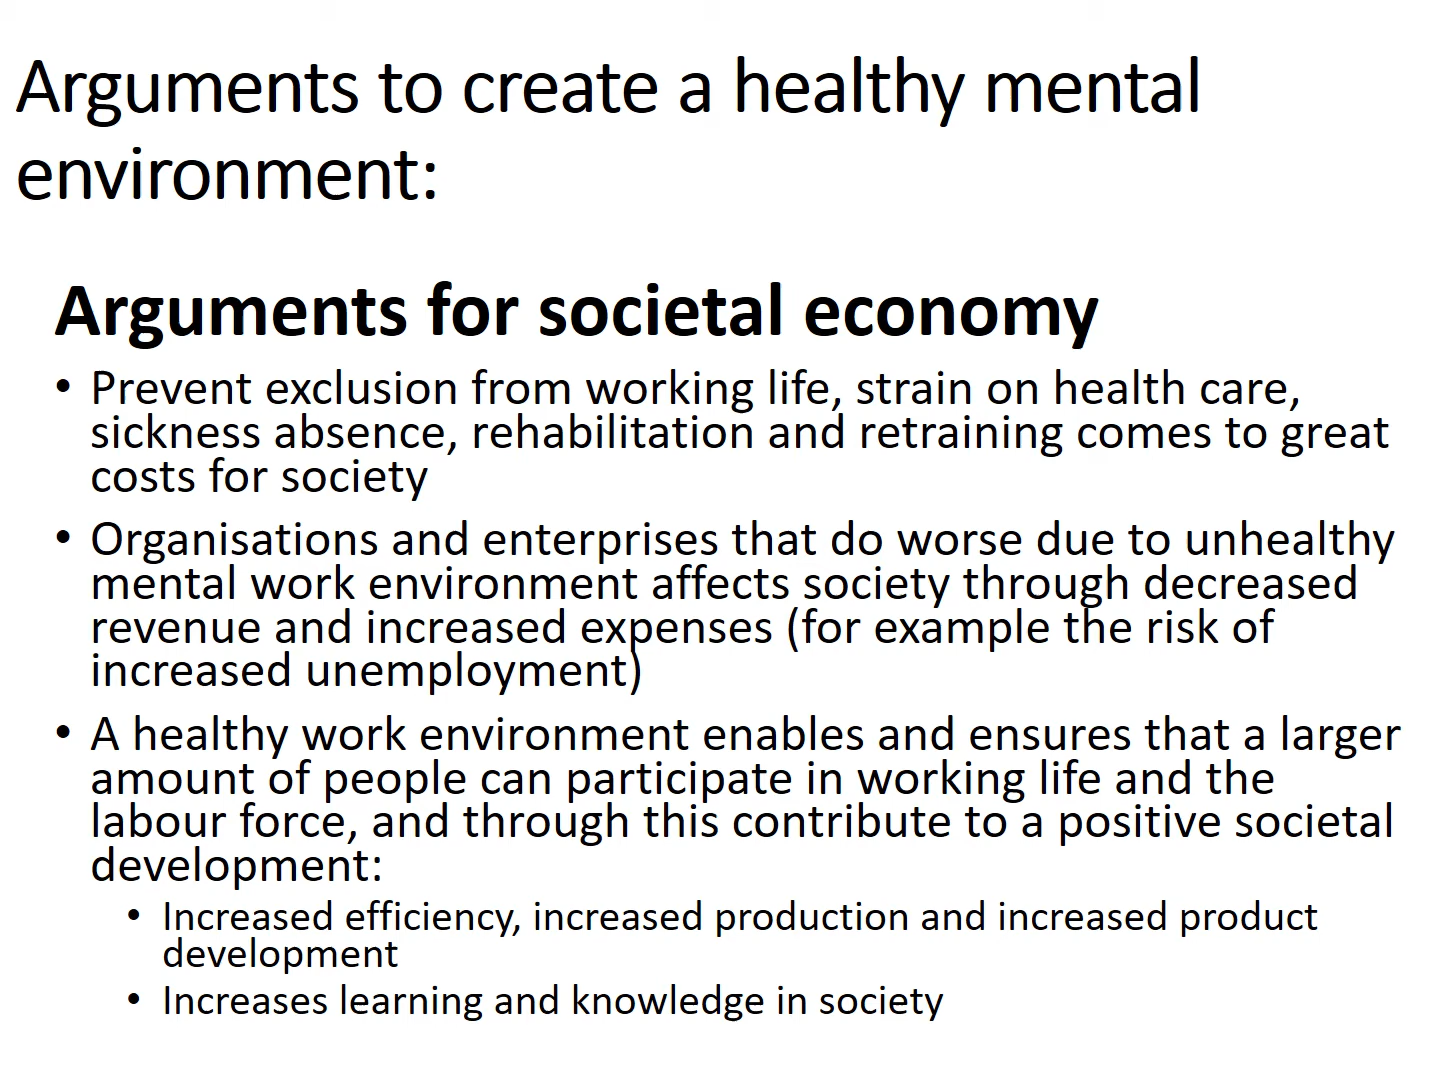 Arguments to create a healthy mental
environment:
Arguments for societal economy
• Prevent exclusion from working life, strain on health care,
sickness absence, rehabilitation and retraining comes to great
costs for society
• Organisations and enterprises that do worse due to unhealthy
mental work environment affects society through decreased
revenue and increased expenses (for example the risk of
increased unemployment)
• A healthy work environment enables and ensures that a larger
amount of people can participate in working life and the
labour force, and through this contribute to a positive societal
development:
• Increased efficiency, increased production and increased product
development
• Increases learning and knowledge in society